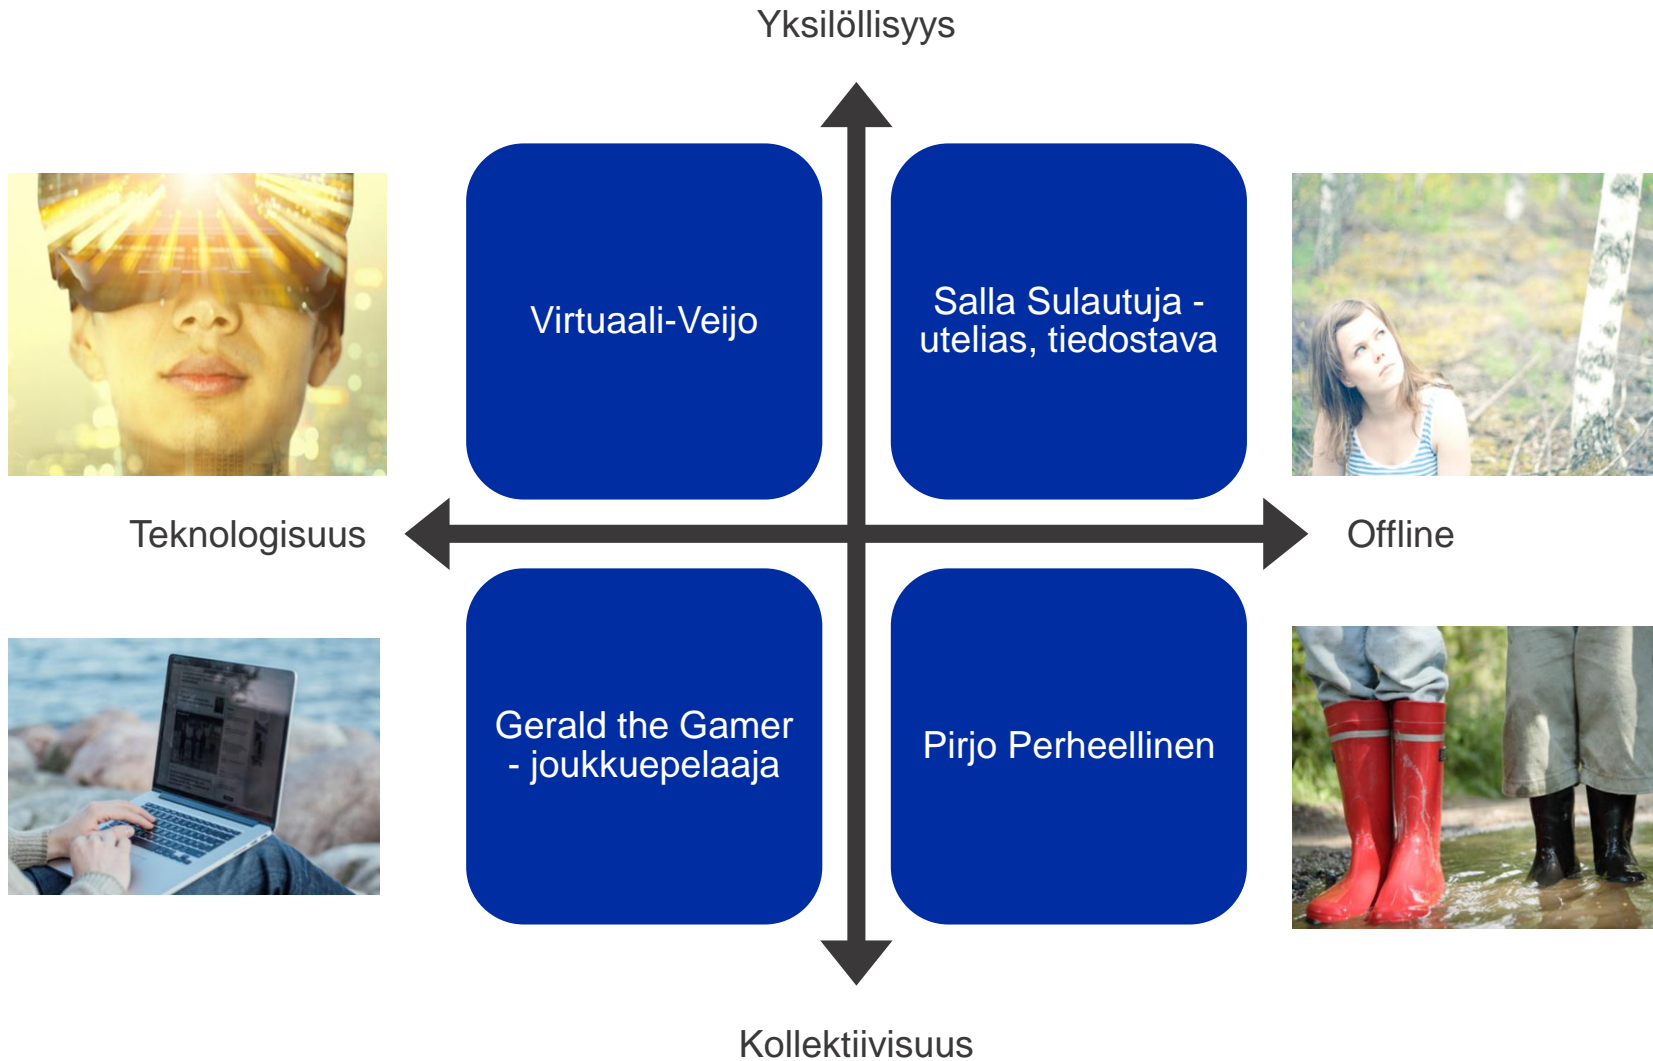 Yksilöllisyys
Virtuaali-Veijo
Salla Sulautuja -
utelias, tiedostava
Teknologisuus
Offline
Gerald the Gamer
- joukkuepelaaja
Pirjo Perheellinen
Kollektiivisuus